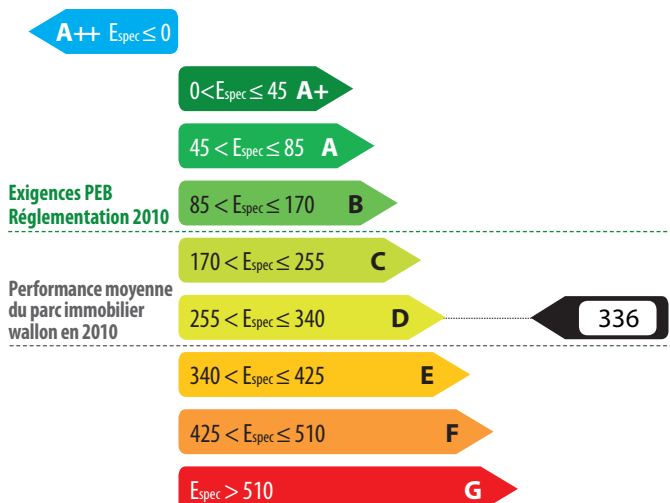 A++ Espec ≤ 0
0<Espec ≤ 45 A+
45 < Espec ≤ 85 A
Exigences PEB
Réglementation 2010
85 < Espec ≤ 170 B
170 < Espec ≤ 255 C
Performance moyenne
du parc immobilier
wallon en 2010
255 < Espec ≤ 340 D
336
340 < Espec ≤ 425 E
425 < Espec ≤ 510 F
Espec > 510 G